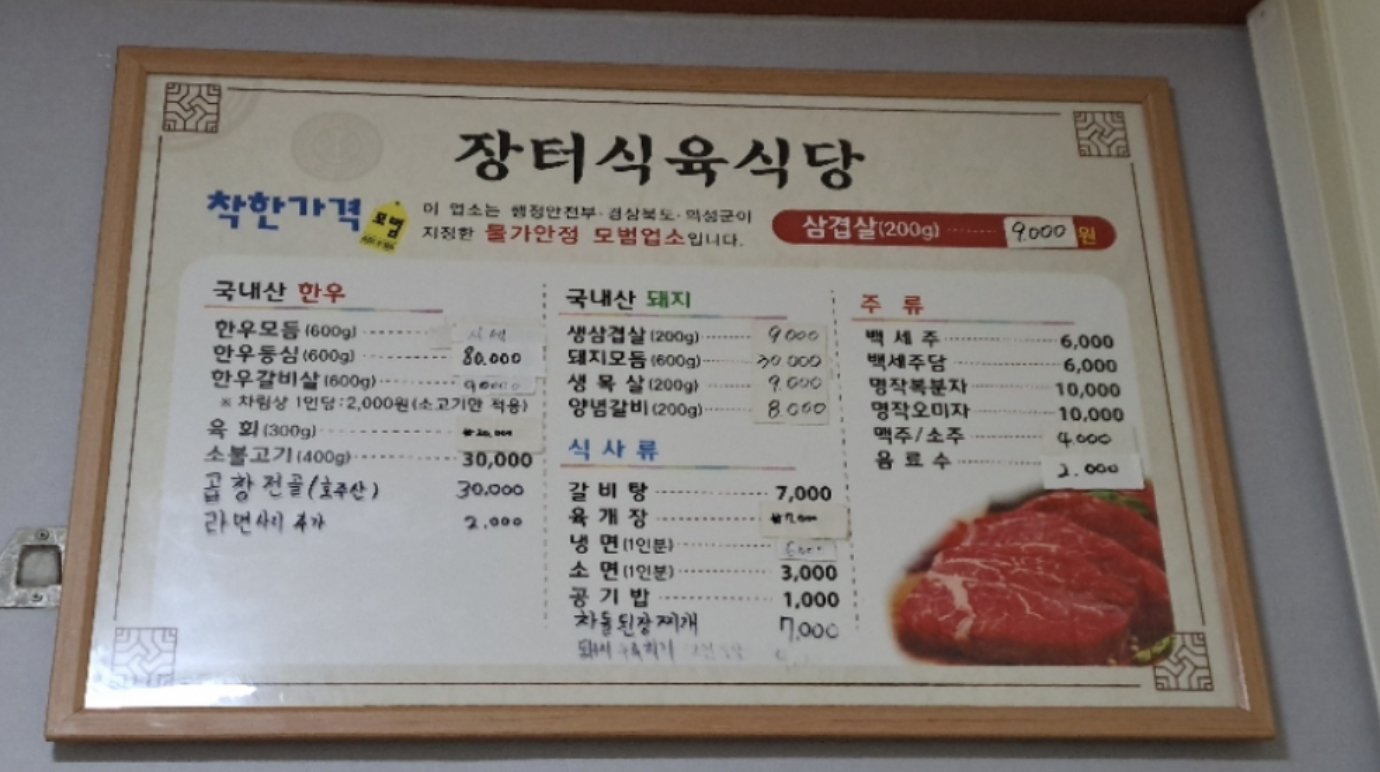 장터식육식당
착한가격
모범
이 업소는 행정안전부·경상북도·의성군이
지정한 물가안정 모범업소입니다.
삼겹살(200g) 9.000 원
국내산 한우
한우모듬(600g)
한우등심(600g) 80.000
한우갈비살(600g)
※ 차림상 1인당:2,000원(소고기만 적용)
육 회(300g)
소불고기(400g) 30,000
곱창전골(호주산) 30.000
라면사리 추가 2.000
국내산 돼지
생삼겹살(200g) 9.000
돼지모듬(600g) 30.000
생 목 살(200g) 9.000
양념갈비(200g) 8.000
식 사 류
갈 비 탕 7,000
육 개 장
냉 면(1인분)
소 면(1인분) 3,000
공 기 밥 1,000
차돌된장찌개 7,000
주 류
백 세 주 6,000
백세주담 6,000
명작복분자 10,000
명작오미자 10,000
맥주/소주 4.000
음 료 수 2.000